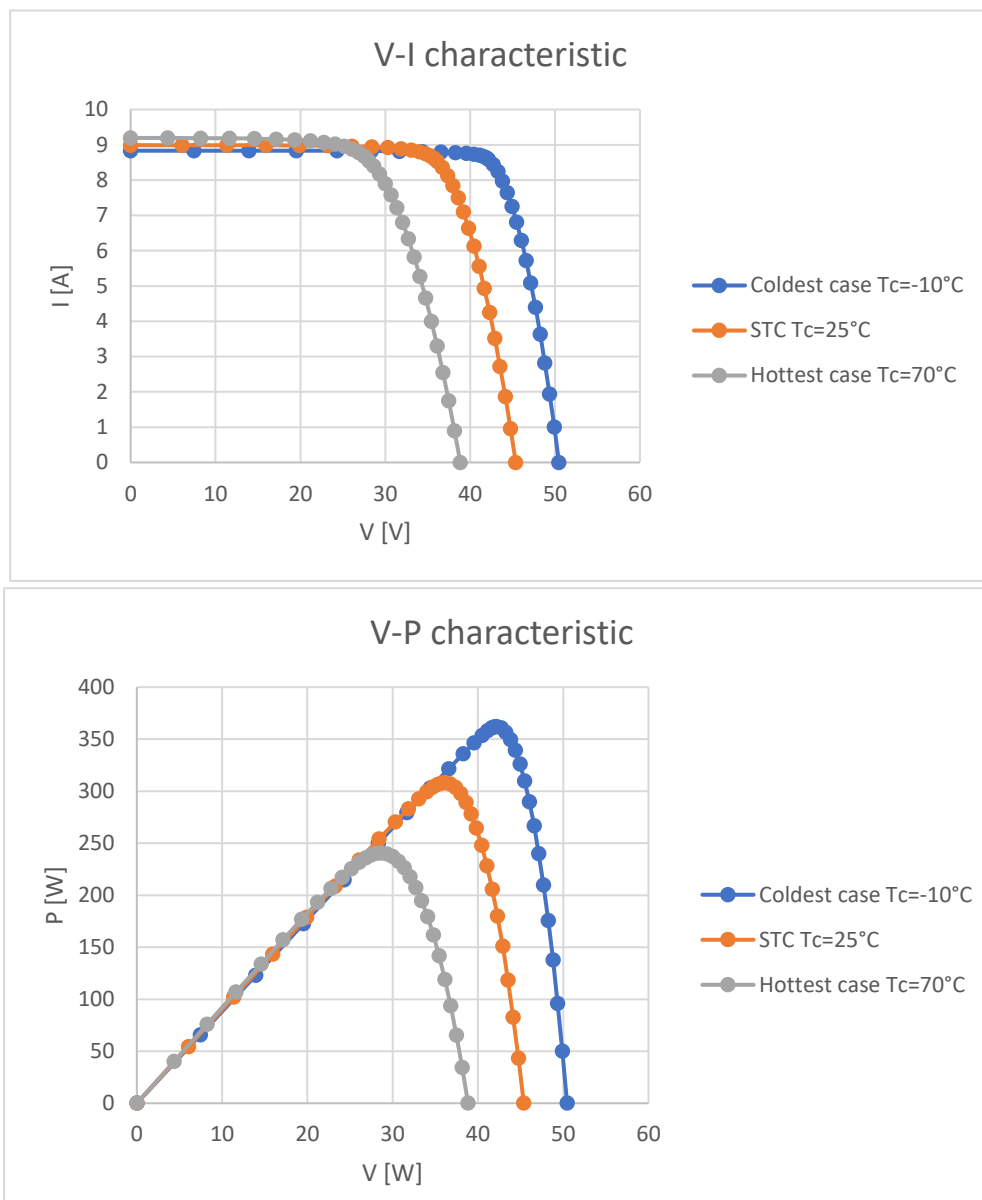 V-I characteristic
10
9
8
7
6
5
4
3
2
1
0
I [A]
0 10 20 30 40 50 60
V [V]
Coldest case Tc=-10°C
STC Tc=25°C
Hottest case Tc=70°C
V-P characteristic
400
350
300
250
200
150
100
50
0
P [W]
0 10 20 30 40 50 60
V [W]
Coldest case Tc=-10°C
STC Tc=25°C
Hottest case Tc=70°C